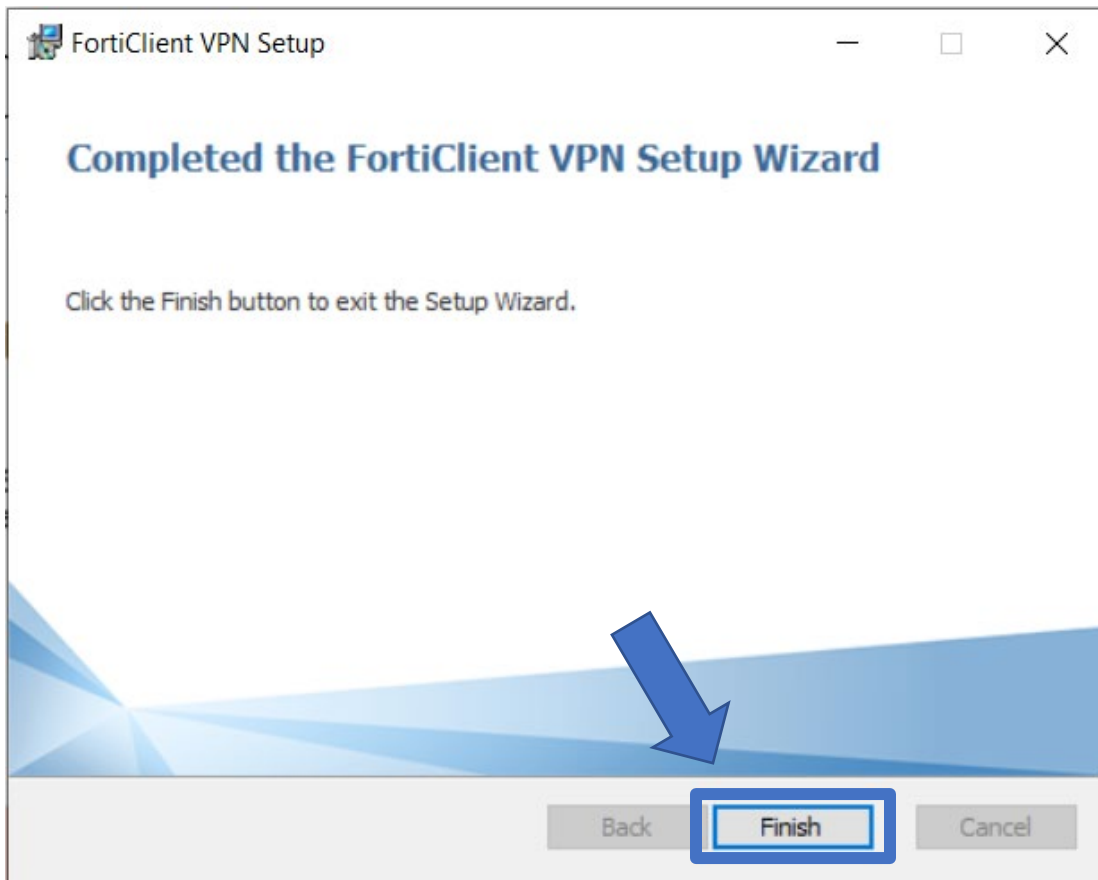 FortiClient VPN Setup
Completed the FortiClient VPN Setup Wizard
Click the Finish button to exit the Setup Wizard.
Back Finish Cancel